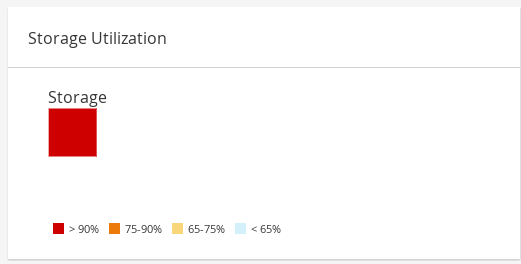 Storage Utilization
Storage
> 90% 75-90% 65-75% < 65%